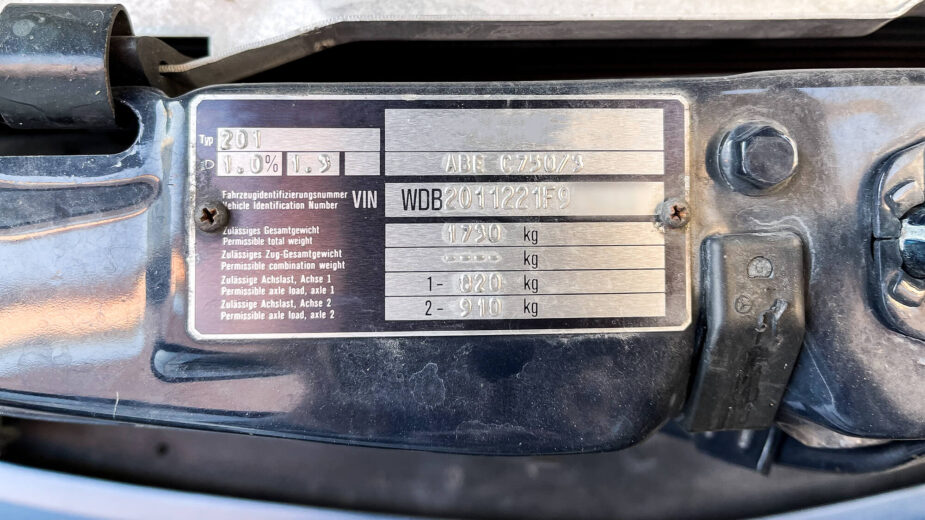 Typ 201
D 1.0% 1.9
ABE C750/9
Fahrzeugidentifizierungsnummer
Vehicle Identification Number
VIN WDB2011221F9
Zulässiges Gesamtgewicht
Permissible total weight
1790 kg
Zulässiges Zug-Gesamtgewicht
Permissible combination weight
----- kg
Zulässige Achslast, Achse 1
Permissible axle load, axle 1
1- 820 kg
Zulässige Achslast, Achse 2
Permissible axle load, axle 2
2- 910 kg